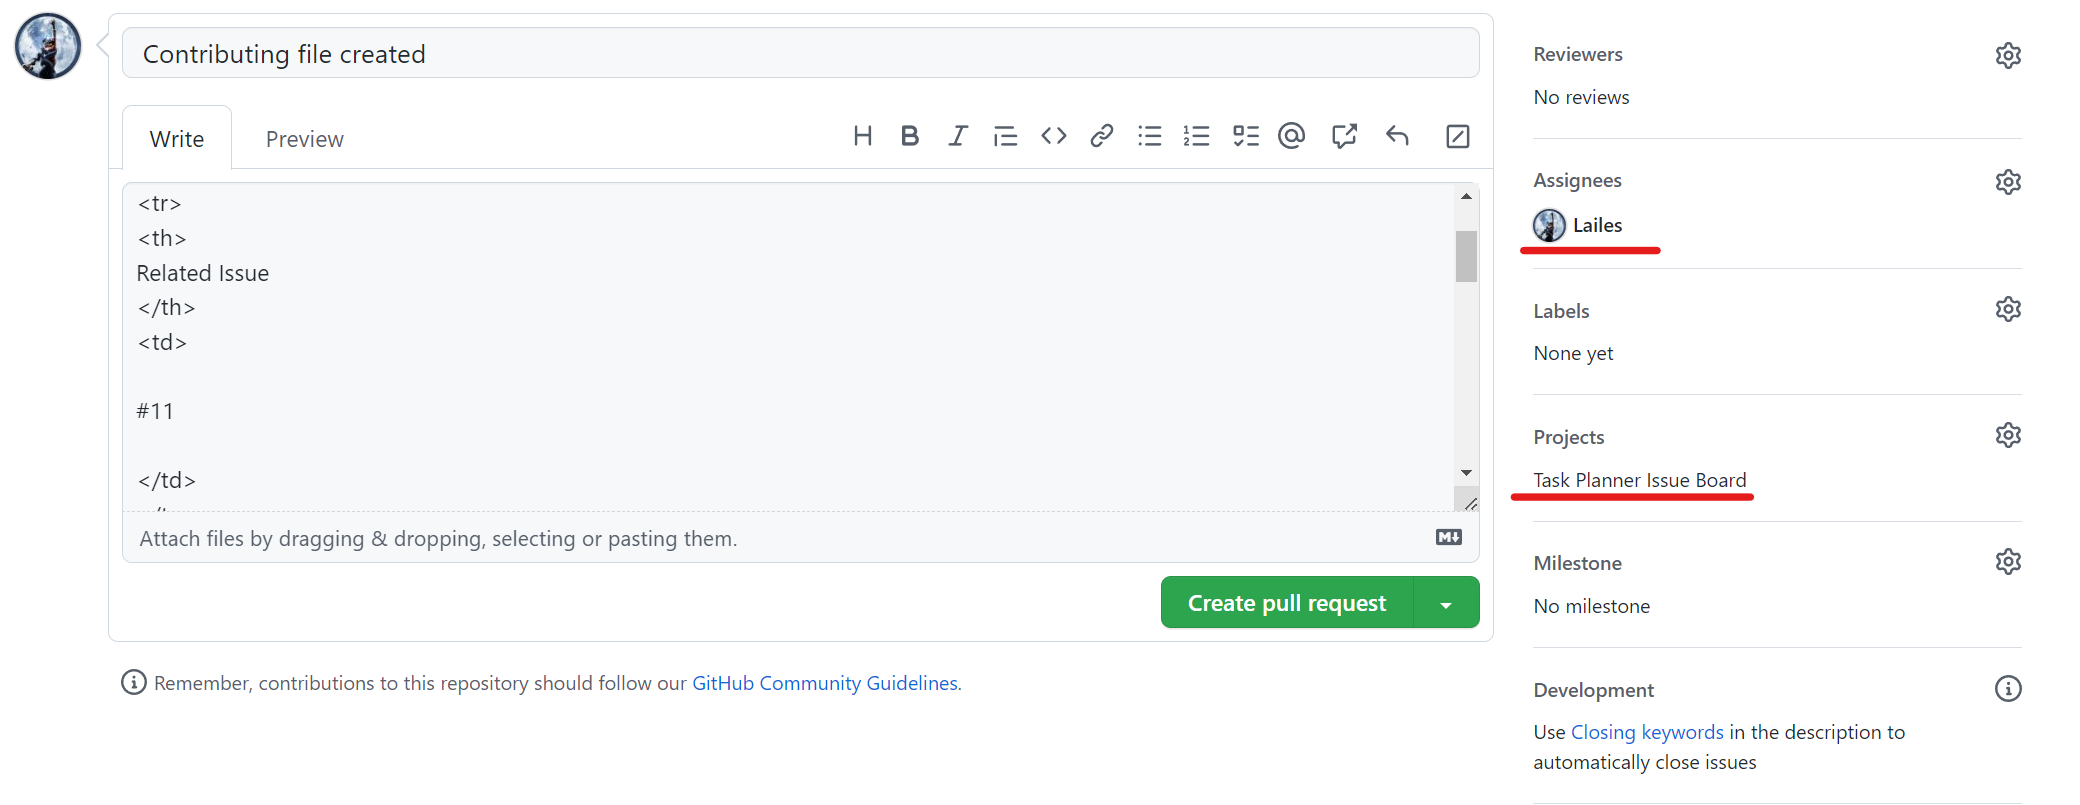 Contributing file created
Write
Preview
<tr>
<th>
Related Issue
</th>
<td>
#11
</td>
Attach files by dragging & dropping, selecting or pasting them.
Create pull request
Remember, contributions to this repository should follow our GitHub Community Guidelines.
Reviewers
No reviews
Assignees
Lailes
Labels
None yet
Projects
Task Planner Issue Board
Milestone
No milestone
Development
Use Closing keywords in the description to
automatically close issues